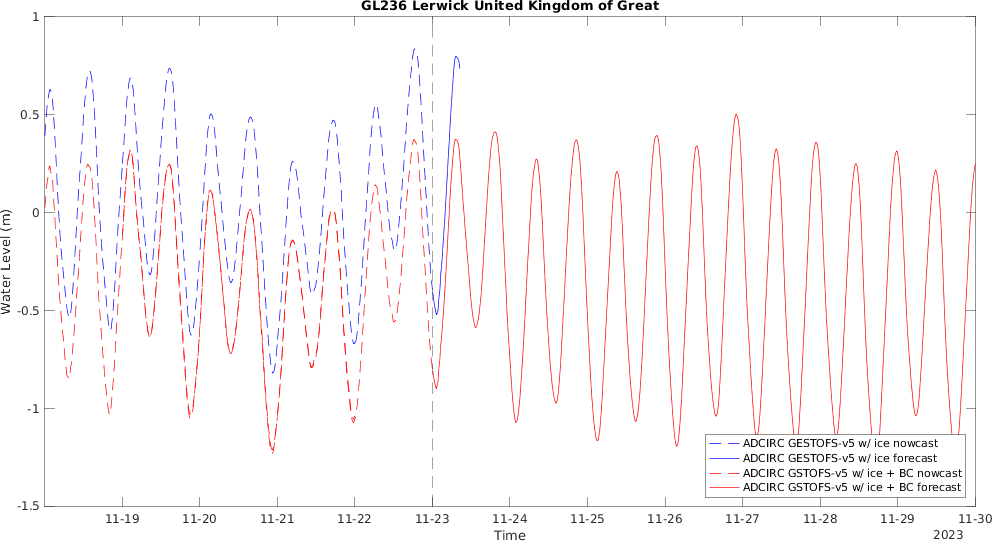 GL236 Lerwick United Kingdom of Great
1
0.5
0
-0.5
-1
-1.5
Water Level (m)
11-19 11-20 11-21 11-22 11-23 11-24 11-25 11-26 11-27 11-28 11-29 11-30
Time
2023
ADCIRC GESTOFS-v5 w/ ice nowcast
ADCIRC GESTOFS-v5 w/ ice forecast
ADCIRC GSTOFS-v5 w/ ice + BC nowcast
ADCIRC GSTOFS-v5 w/ ice + BC forecast